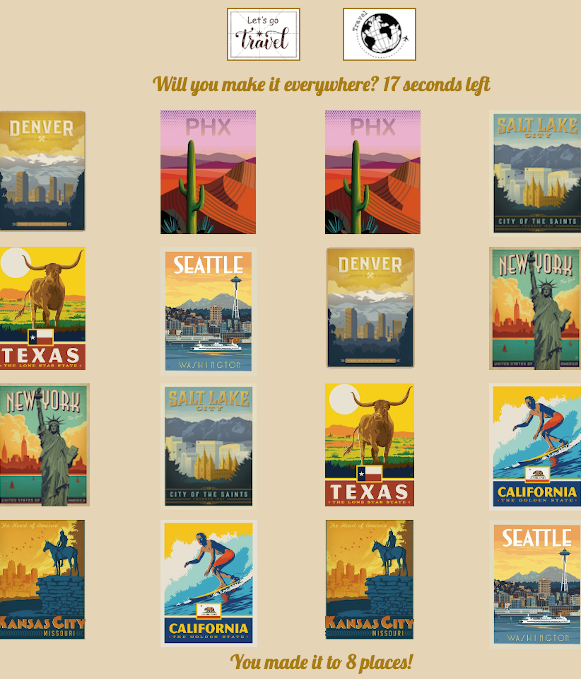 Let's go
travel
Travel
Will you make it everywhere? 17 seconds left
DENVER
PHX
PHX
SALT LAKE
CITY
CITY OF THE SAINTS
TEXAS
THE LONE STAR STATE
SEATTLE
WASHINGTON
DENVER
NEW YORK
NEW YORK
SALT LAKE
CITY
CITY OF THE SAINTS
TEXAS
THE LONE STAR STATE
CALIFORNIA
THE GOLDEN STATE
The Heart of America
KANSAS CITY
MISSOURI
CALIFORNIA
THE GOLDEN STATE
The Heart of America
KANSAS CITY
MISSOURI
SEATTLE
WASHINGTON
You made it to 8 places!